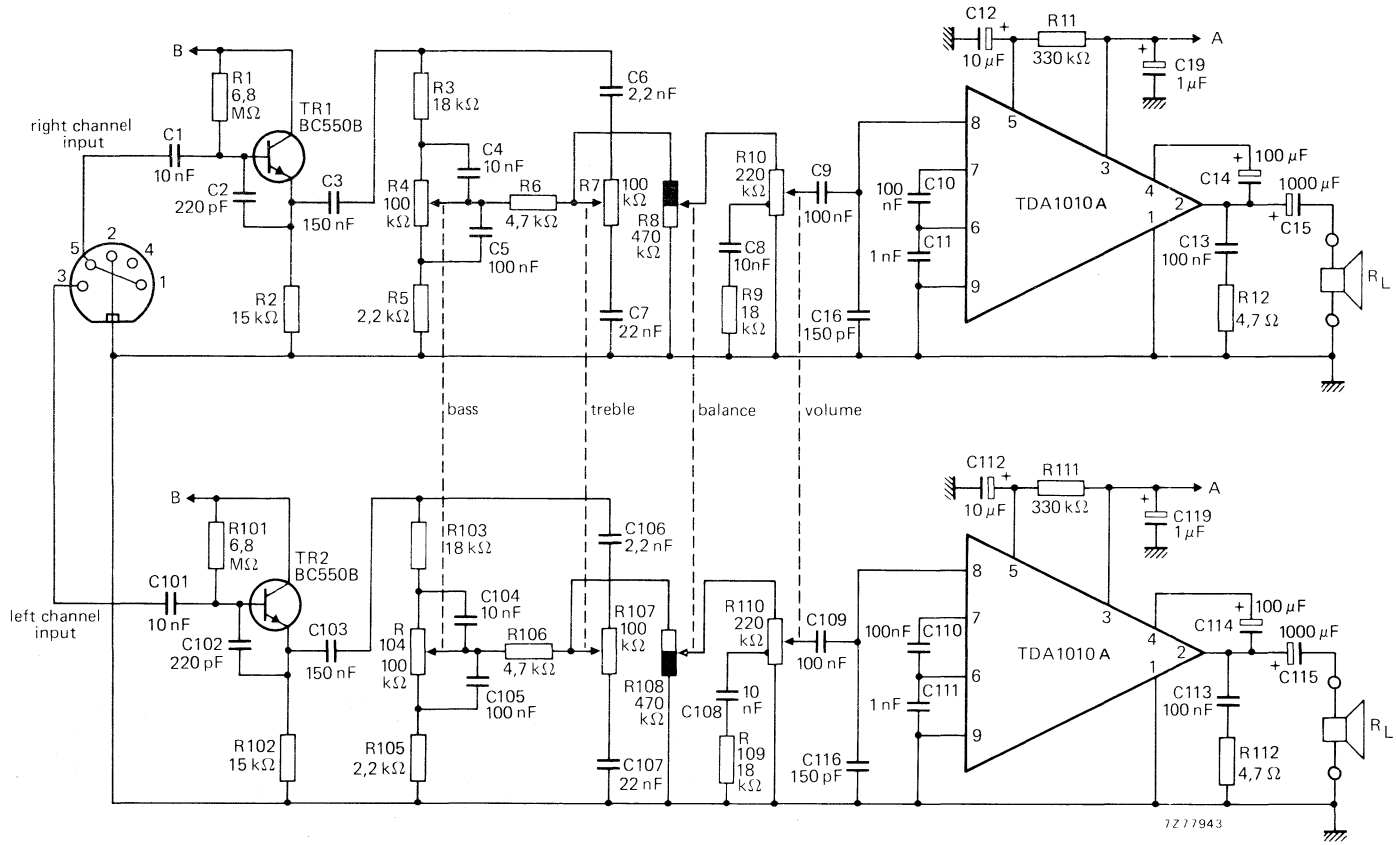 B
R1
6,8
MΩ
TR1
BC550B
right channel
input
C1
10 nF
C2
220 pF
C3
150 nF
R2
15 kΩ
2
5
4
3
1
R3
18 kΩ
C4
10 nF
R4
100
kΩ
R6
4,7 kΩ
C5
100 nF
R5
2,2 kΩ
C6
2,2 nF
R7
100
kΩ
C7
22 nF
R8
470
kΩ
R10
220
kΩ
C8
10nF
R9
18
kΩ
C9
100 nF
C16
150 pF
C12
+
10 µF
R11
330 kΩ
A
+
C19
1 µF
8
5
7
3
100
nF
C10
6
C11
1 nF
9
TDA1010A
4
1
2
100 µF
+
C14
1000 µF
+
C15
C13
100 nF
R12
4,7 Ω
RL
bass
treble
balance
volume
B
R101
6,8
MΩ
TR2
BC550B
left channel
input
C101
10 nF
C102
220 pF
C103
150 nF
R102
15 kΩ
R103
18 kΩ
C104
10 nF
R
104
100
kΩ
R106
4,7 kΩ
C105
100 nF
R105
2,2 kΩ
C106
2,2 nF
R107
100
kΩ
C107
22 nF
R108
470
kΩ
R110
220
kΩ
10
nF
C108
R
109
18
kΩ
C109
100 nF
C116
150 pF
C112
+
10 µF
R111
330 kΩ
A
+
C119
1 µF
8
5
7
3
100nF
C110
6
C111
1 nF
9
TDA1010A
4
1
2
100 µF
+
C114
1000 µF
+
C115
C113
100 nF
R112
4,7 Ω
RL
7Z77943